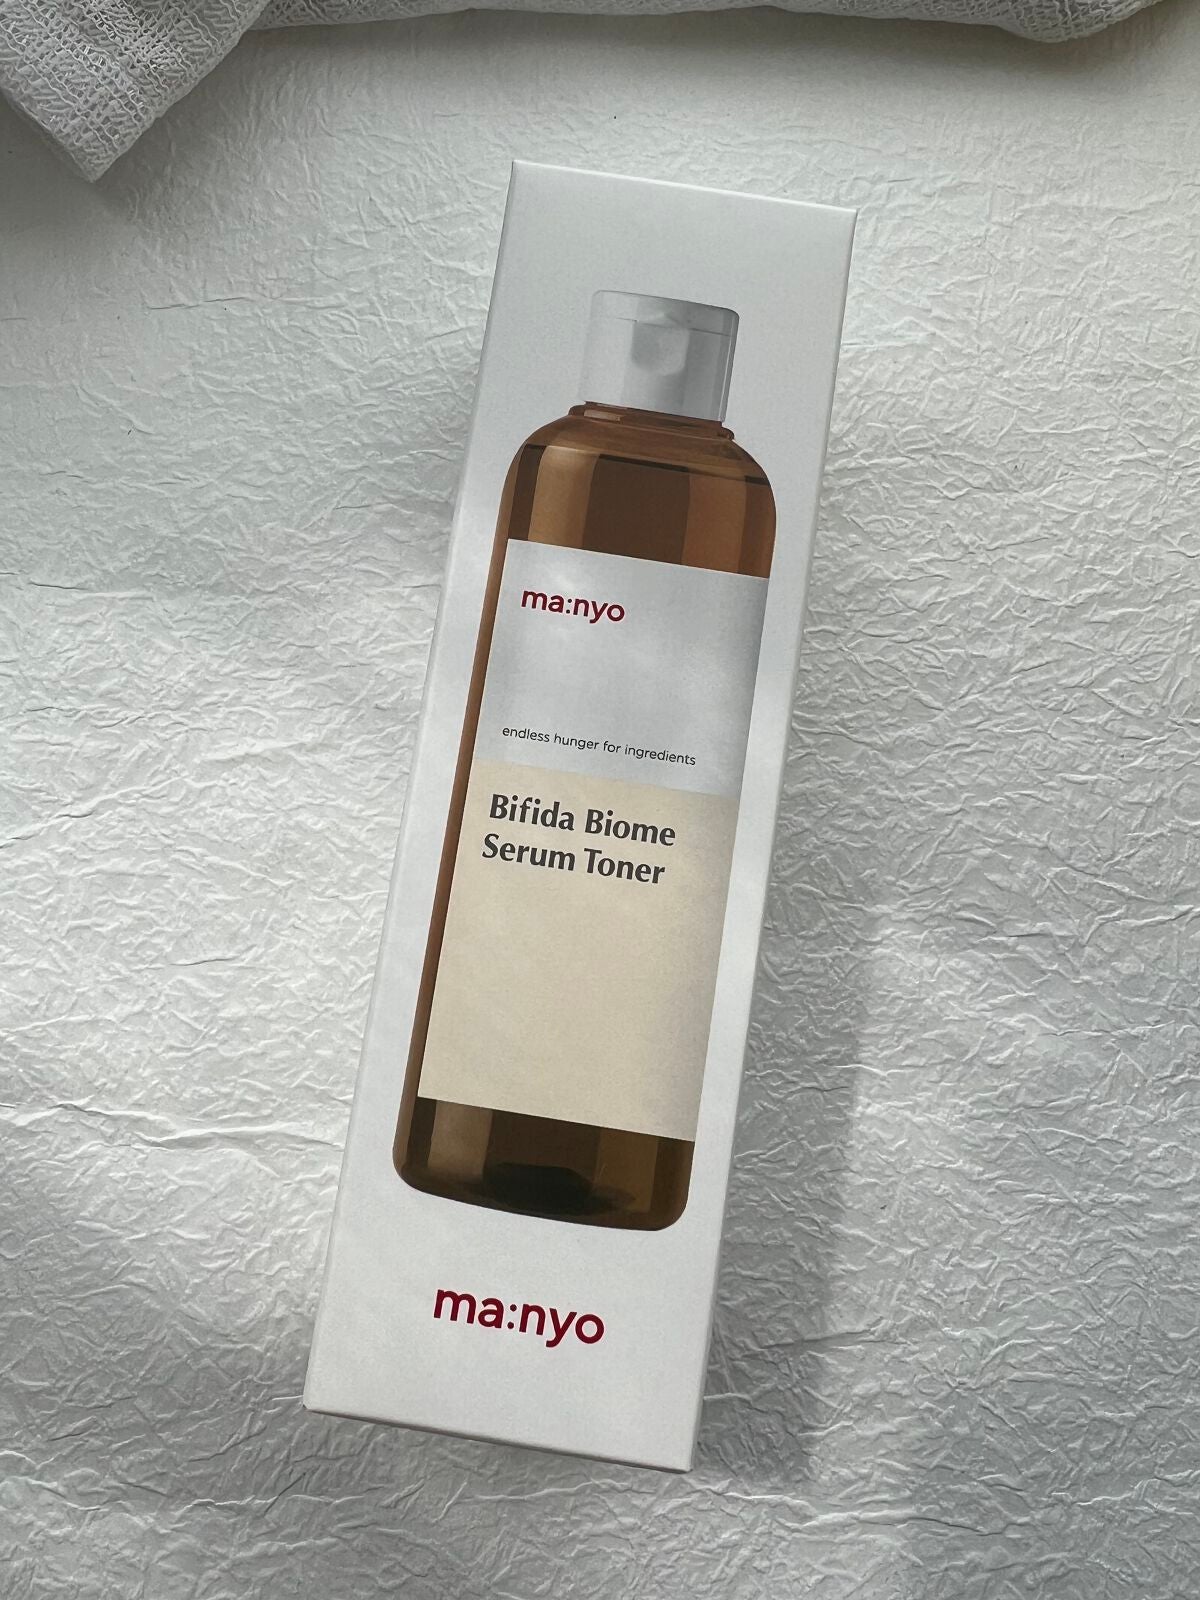 ma:nyo
endless hunger for ingredients
Bifida Biome
Serum Toner
ma:nyo